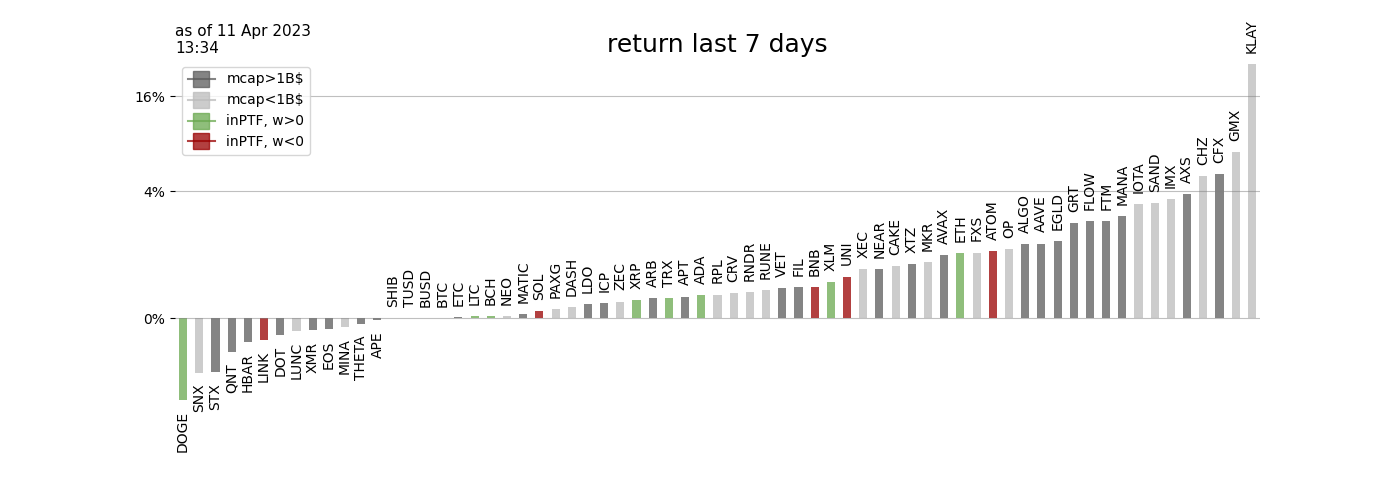 as of 11 Apr 2023
13:34
return last 7 days
mcap>1B$
mcap<1B$
inPTF, w>0
inPTF, w<0
16%
4%
0%
DOGE
SNX
STX
QNT
HBAR
LINK
DOT
LUNC
XMR
EOS
MINA
THETA
APE
SHIB
TUSD
BUSD
BTC
ETC
LTC
BCH
NEO
MATIC
SOL
PAXG
DASH
LDO
ICP
ZEC
XRP
ARB
TRX
APT
ADA
RPL
CRV
RNDR
RUNE
VET
FIL
BNB
XLM
UNI
XEC
NEAR
CAKE
XTZ
MKR
AVAX
ETH
FXS
ATOM
OP
ALGO
AAVE
EGLD
GRT
FLOW
FTM
MANA
IOTA
SAND
IMX
AXS
CHZ
CFX
GMX
KLAY